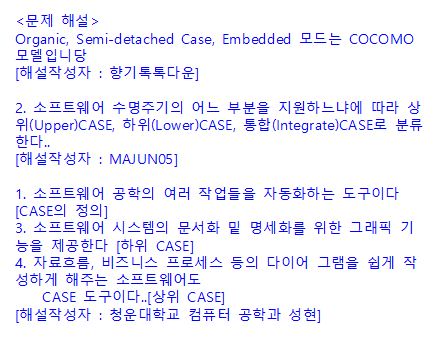 <문제 해설>
Organic, Semi-detached Case, Embedded 모드는 COCOMO
모델입니당
[해설작성자 : 향기톡톡다운]
2. 소프트웨어 수명주기의 어느 부분을 지원하느냐에 따라 상
위(Upper)CASE, 하위(Lower)CASE, 통합(Integrate)CASE로 분류
한다..
[해설작성자 : MAJUN05]
1. 소프트웨어 공학의 여러 작업들을 자동화하는 도구이다
[CASE의 정의]
3. 소프트웨어 시스템의 문서화 밑 명세화를 위한 그래픽 기
능을 제공한다 [하위 CASE]
4. 자료흐름, 비즈니스 프로세스 등의 다이어 그램을 쉽게 작
성하게 해주는 소프트웨어도
CASE 도구이다..[상위 CASE]
[해설작성자 : 청운대학교 컴퓨터 공학과 성현]